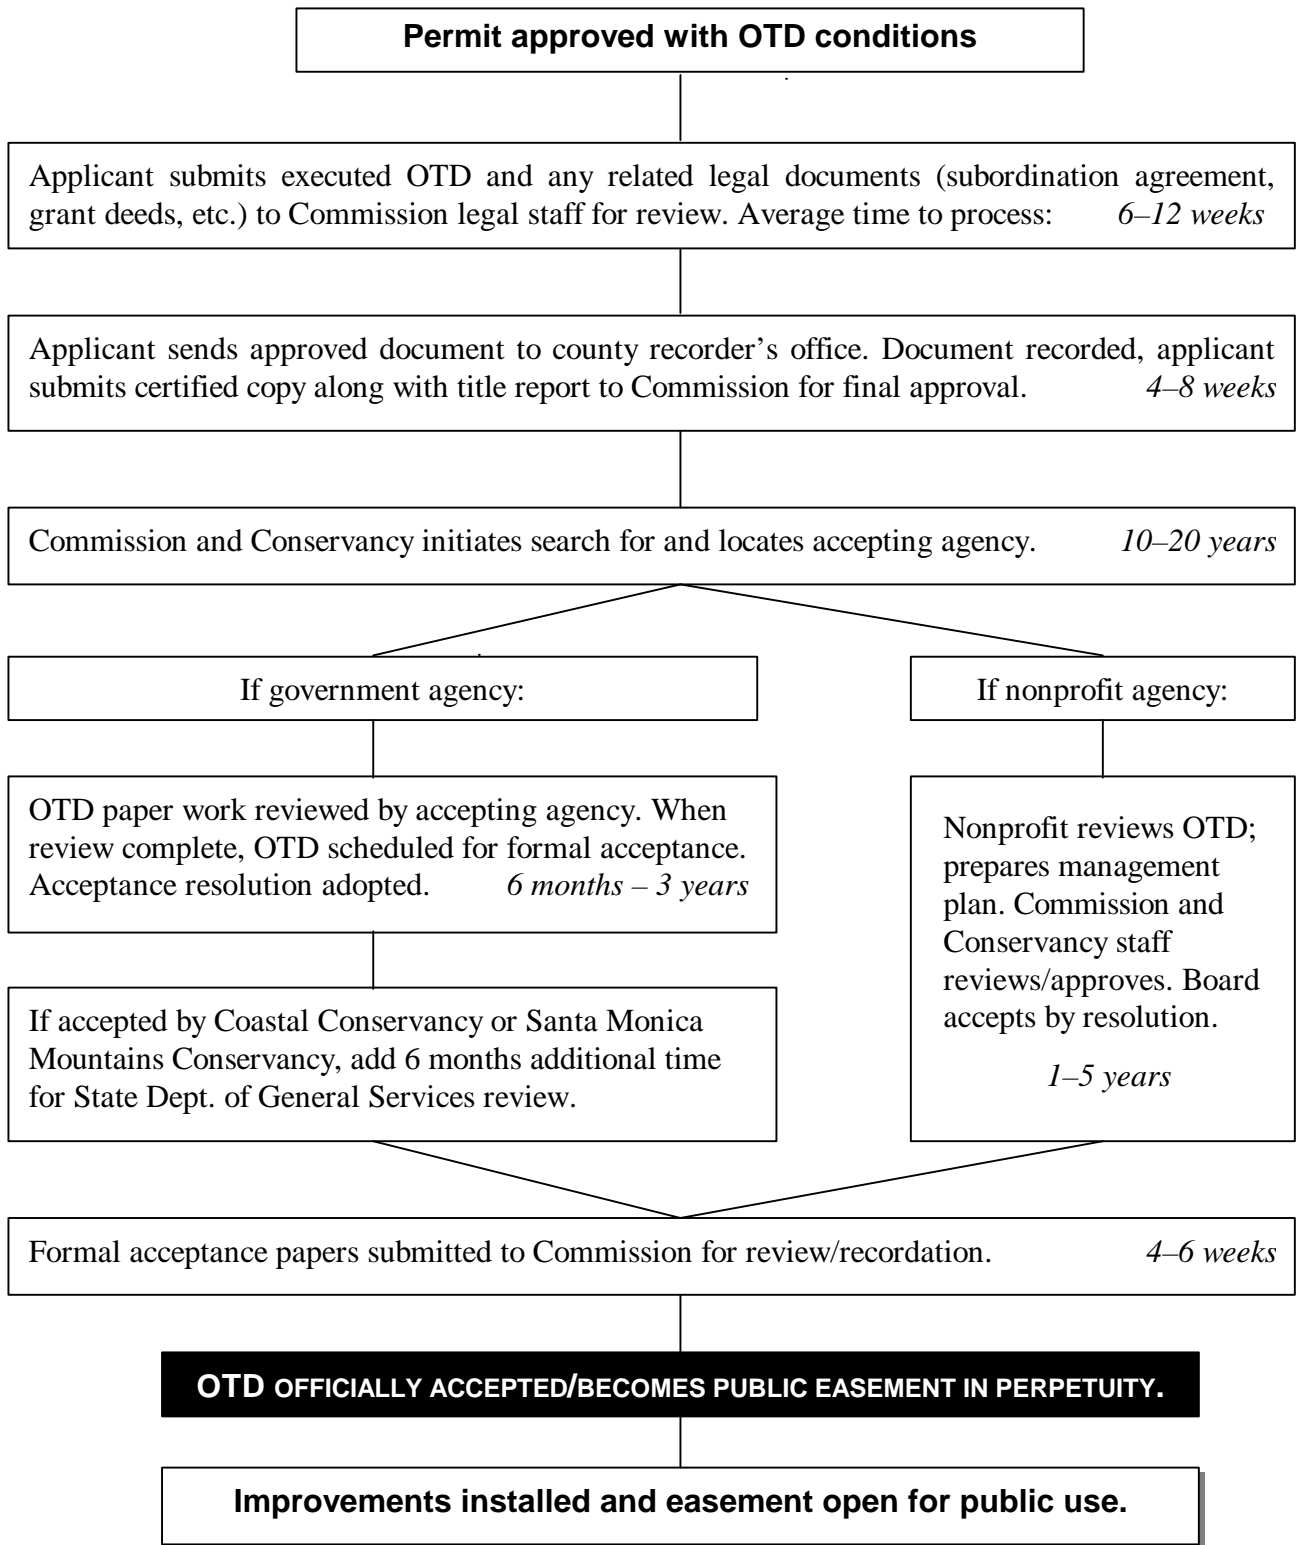 Permit approved with OTD conditions
Applicant submits executed OTD and any related legal documents (subordination agreement,
grant deeds, etc.) to Commission legal staff for review. Average time to process: 6–12 weeks
Applicant sends approved document to county recorder’s office. Document recorded, applicant
submits certified copy along with title report to Commission for final approval. 4–8 weeks
Commission and Conservancy initiates search for and locates accepting agency. 10–20 years
If government agency:
OTD paper work reviewed by accepting agency. When
review complete, OTD scheduled for formal acceptance.
Acceptance resolution adopted. 6 months – 3 years
If accepted by Coastal Conservancy or Santa Monica
Mountains Conservancy, add 6 months additional time
for State Dept. of General Services review.
If nonprofit agency:
Nonprofit reviews OTD;
prepares management
plan. Commission and
Conservancy staff
reviews/approves. Board
accepts by resolution.
1–5 years
Formal acceptance papers submitted to Commission for review/recordation. 4–6 weeks
OTD OFFICIALLY ACCEPTED/BECOMES PUBLIC EASEMENT IN PERPETUITY.
Improvements installed and easement open for public use.